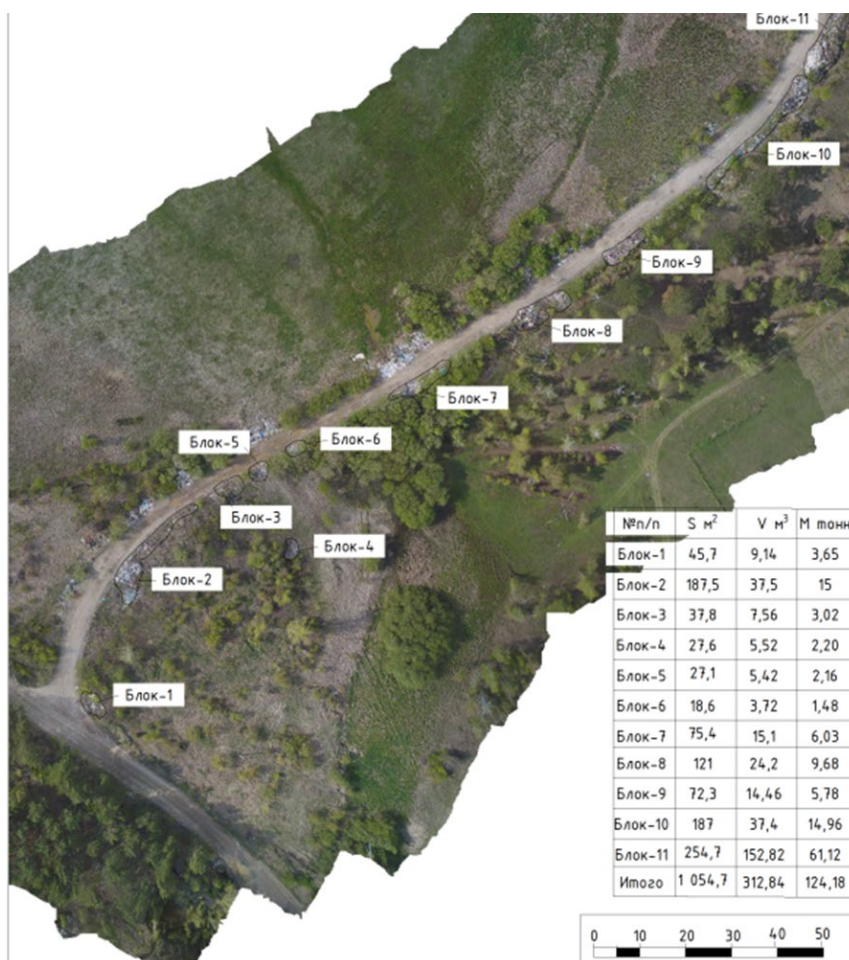 Блок-11
Блок-10
Блок-9
Блок-8
Блок-7
Блок-5
Блок-6
Блок-3
Блок-4
Блок-2
Блок-1
№п/п S м² V м³ М тонн
Блок-1 45,7 9,14 3,65
Блок-2 187,5 37,5 15
Блок-3 37,8 7,56 3,02
Блок-4 27,6 5,52 2,20
Блок-5 27,1 5,42 2,16
Блок-6 18,6 3,72 1,48
Блок-7 75,4 15,1 6,03
Блок-8 121 24,2 9,68
Блок-9 72,3 14,46 5,78
Блок-10 187 37,4 14,96
Блок-11 254,7 152,82 61,12
Итого 1 054,7 312,84 124,18
0 10 20 30 40 50